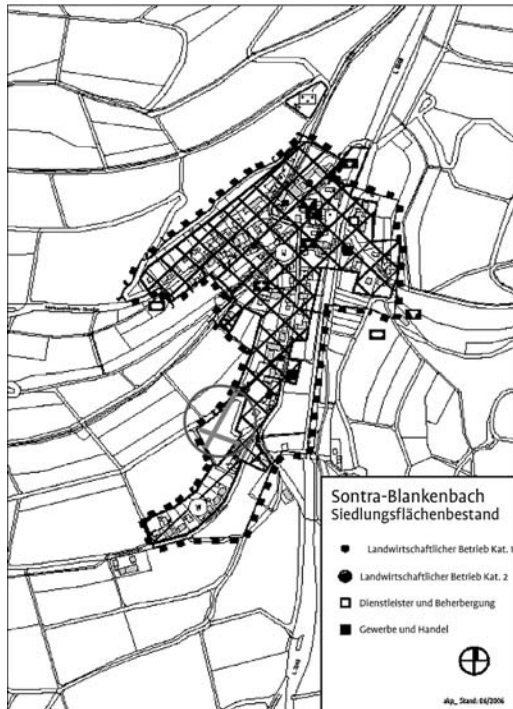 Sontra-Blankenbach
Siedlungsflächenbestand
Landwirtschaftlicher Betrieb Kat. 1
Landwirtschaftlicher Betrieb Kat. 2
Dienstleister und Beherbergung
Gewerbe und Handel
akp_ Stand: 06/2006